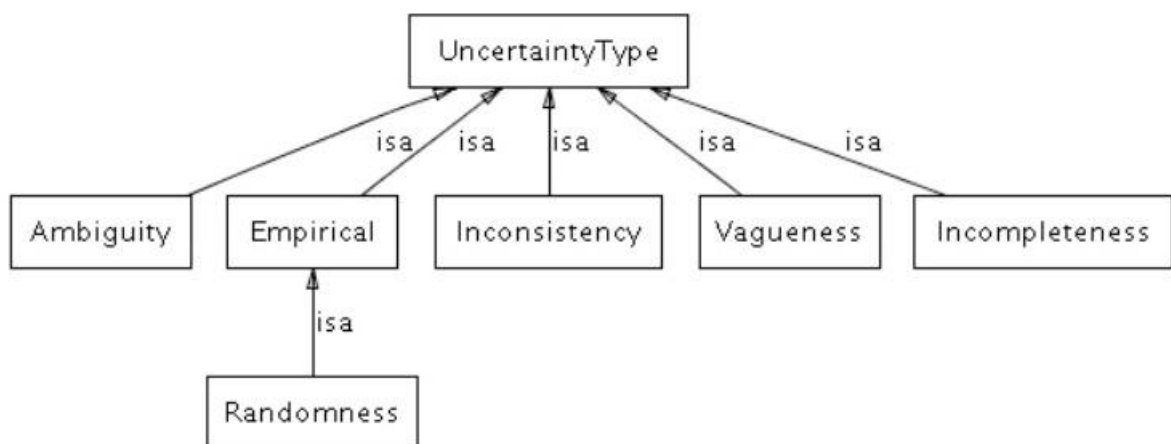 UncertaintyType
isa isa isa isa isa
Ambiguity Empirical Inconsistency Vagueness Incompleteness
isa
Randomness